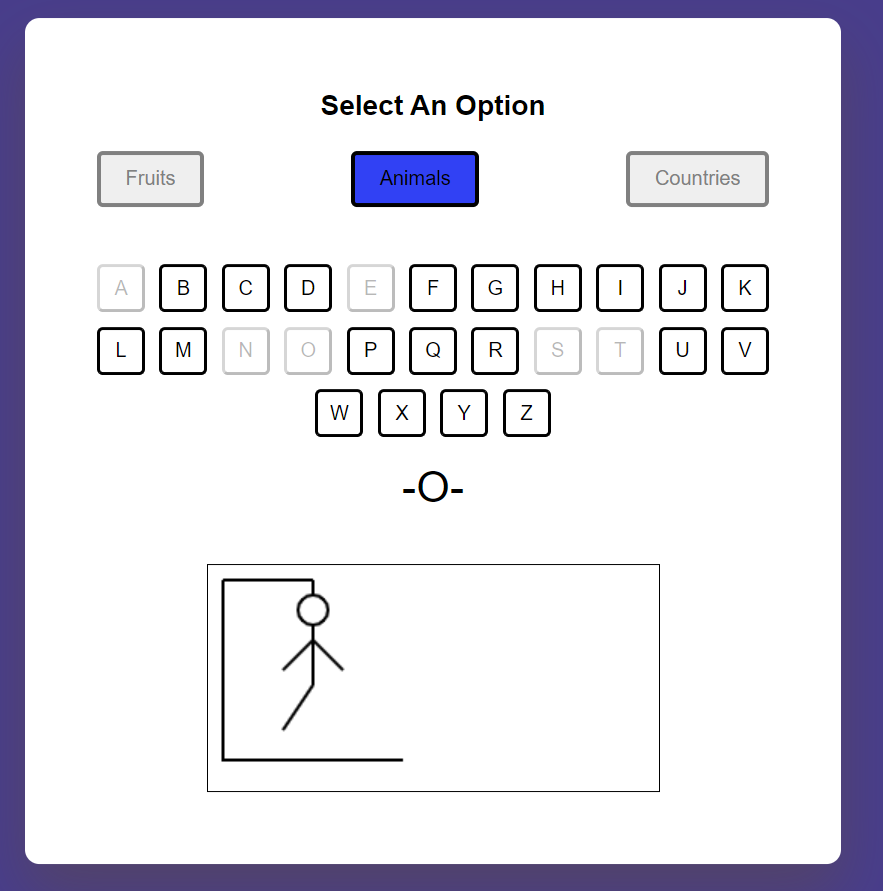 Select An Option
Fruits Animals Countries
A B C D E F G H I J K
L M N O P Q R S T U V
W X Y Z
-O-